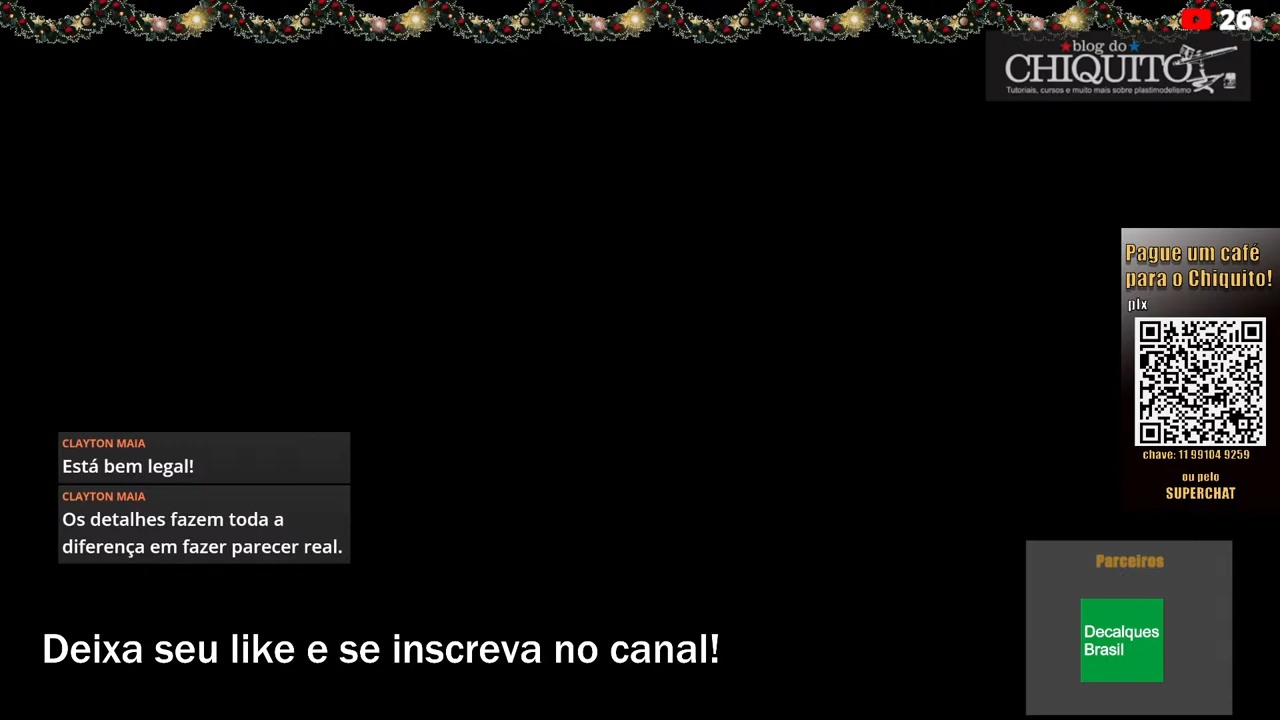 26
blog do
CHIQUITO
Tutoriais, cursos e muito mais sobre plastimodelismo
Pague um café
para o Chiquito!
pix
chave: 11 99104 9259
ou pelo
SUPERCHAT
CLAYTON MAIA
Está bem legal!
CLAYTON MAIA
Os detalhes fazem toda a
diferença em fazer parecer real.
Parceiros
Decalques
Brasil
Deixa seu like e se inscreva no canal!